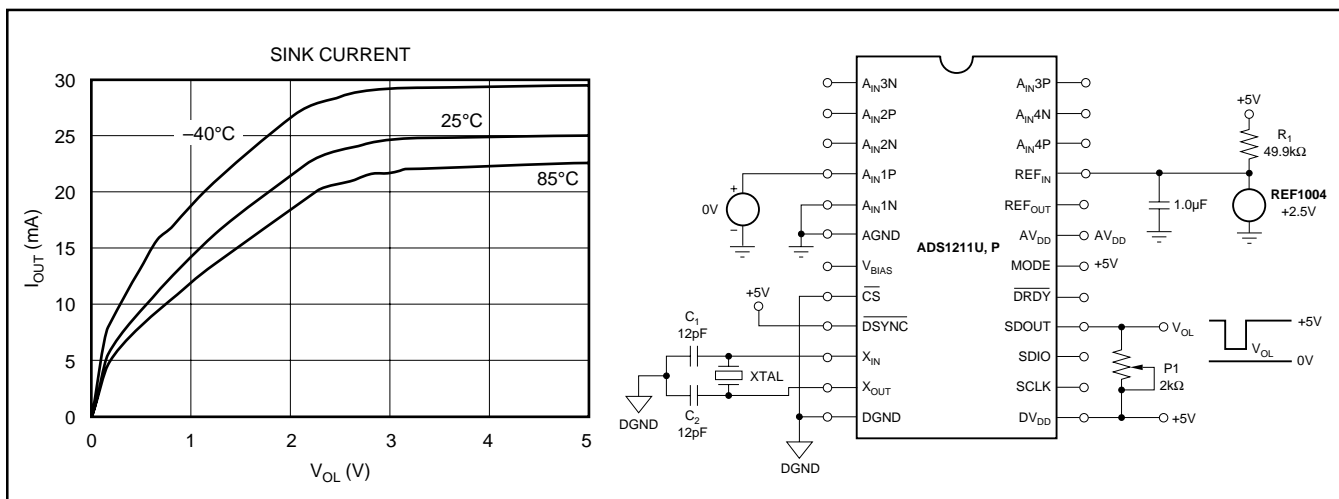 SINK CURRENT
30
25
20
15
10
5
0
I_OUT (mA)
–40°C
25°C
85°C
0
1
2
3
4
5
V_OL (V)
A_IN3N
A_IN2P
A_IN2N
A_IN1P
A_IN1N
AGND
V_BIAS
CS
DSYNC
X_IN
X_OUT
DGND
ADS1211U, P
A_IN3P
A_IN4N
A_IN4P
REF_IN
REF_OUT
AV_DD
MODE
DRDY
SDOUT
SDIO
SCLK
DV_DD
+
0V
–
+5V
C1
12pF
XTAL
C2
12pF
DGND
DGND
+5V
R1
49.9kΩ
1.0µF
REF1004
+2.5V
AV_DD
+5V
V_OL
P1
2kΩ
+5V
+5V
V_OL
0V